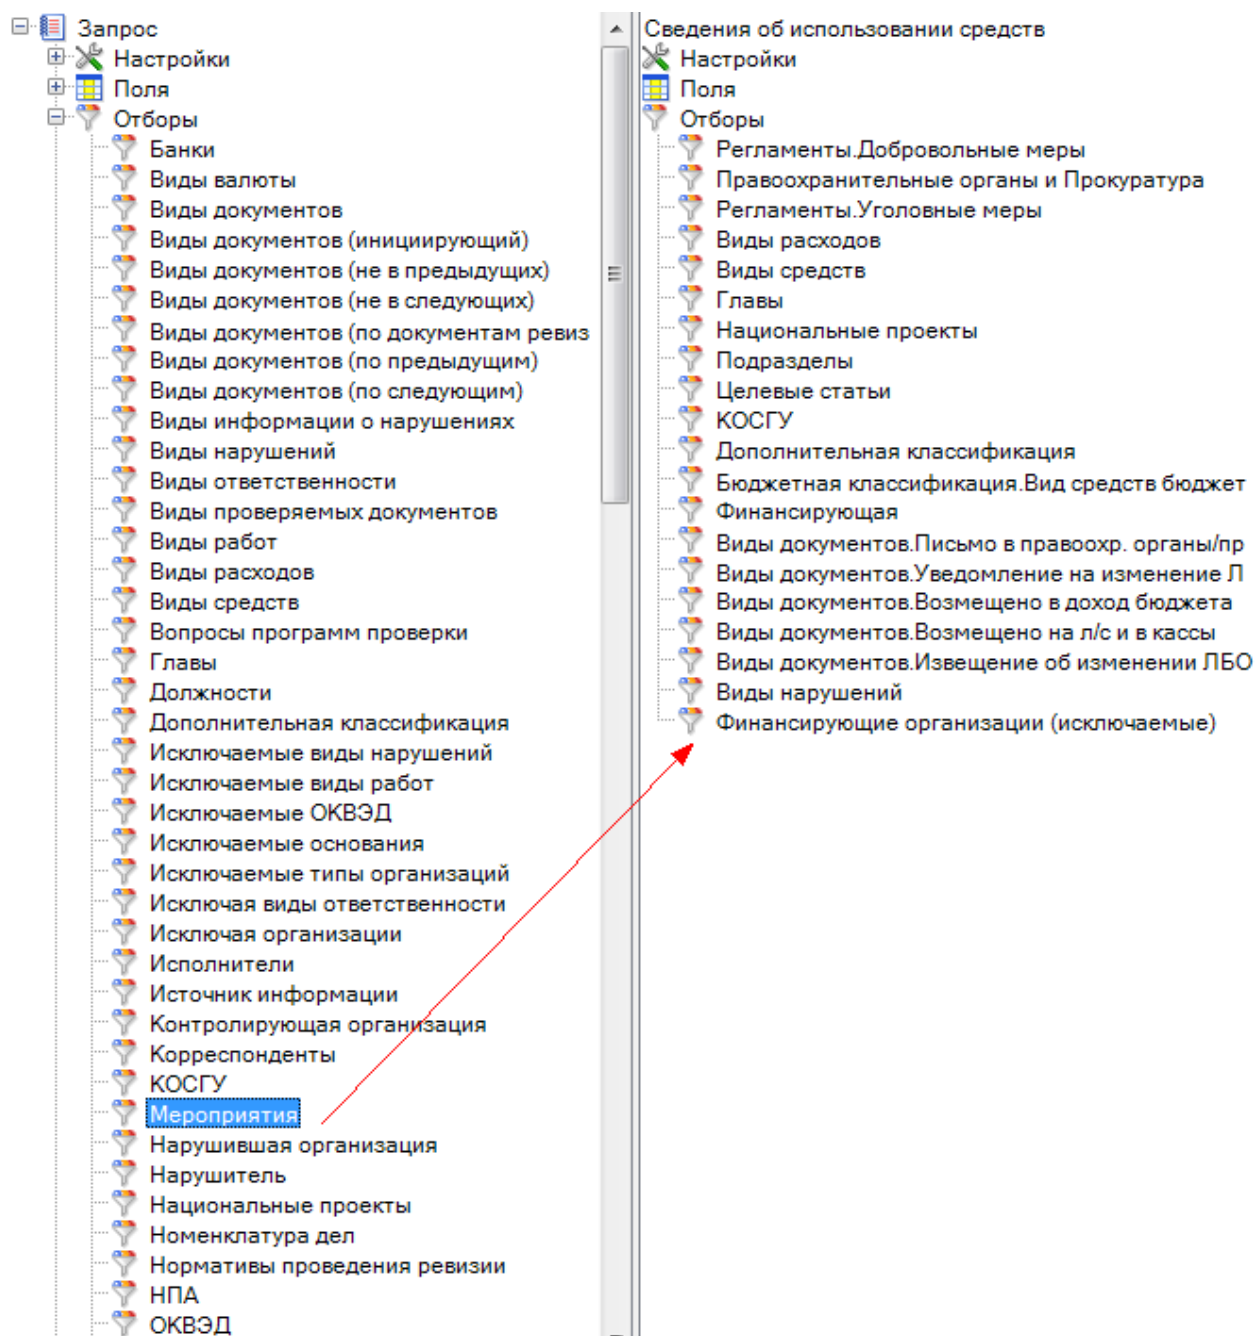 Запрос
Настройки
Поля
Отборы
Банки
Виды валюты
Виды документов
Виды документов (инициирующий)
Виды документов (не в предыдущих)
Виды документов (не в следующих)
Виды документов (по документам ревиз
Виды документов (по предыдущим)
Виды документов (по следующим)
Виды информации о нарушениях
Виды нарушений
Виды ответственности
Виды проверяемых документов
Виды работ
Виды расходов
Виды средств
Вопросы программ проверки
Главы
Должности
Дополнительная классификация
Исключаемые виды нарушений
Исключаемые виды работ
Исключаемые ОКВЭД
Исключаемые основания
Исключаемые типы организаций
Исключая виды ответственности
Исключая организации
Исполнители
Источник информации
Контролирующая организация
Корреспонденты
КОСГУ
Мероприятия
Нарушившая организация
Нарушитель
Национальные проекты
Номенклатура дел
Нормативы проведения ревизии
НПА
ОКВЭД
Сведения об использовании средств
Настройки
Поля
Отборы
Регламенты.Добровольные меры
Правоохранительные органы и Прокуратура
Регламенты.Уголовные меры
Виды расходов
Виды средств
Главы
Национальные проекты
Подразделы
Целевые статьи
КОСГУ
Дополнительная классификация
Бюджетная классификация.Вид средств бюджет
Финансирующая
Виды документов.Письмо в правоохр. органы/пр
Виды документов.Уведомление на изменение Л
Виды документов.Возмещено в доход бюджета
Виды документов.Возмещено на л/с и в кассы
Виды документов.Извещение об изменении ЛБО
Виды нарушений
Финансирующие организации (исключаемые)